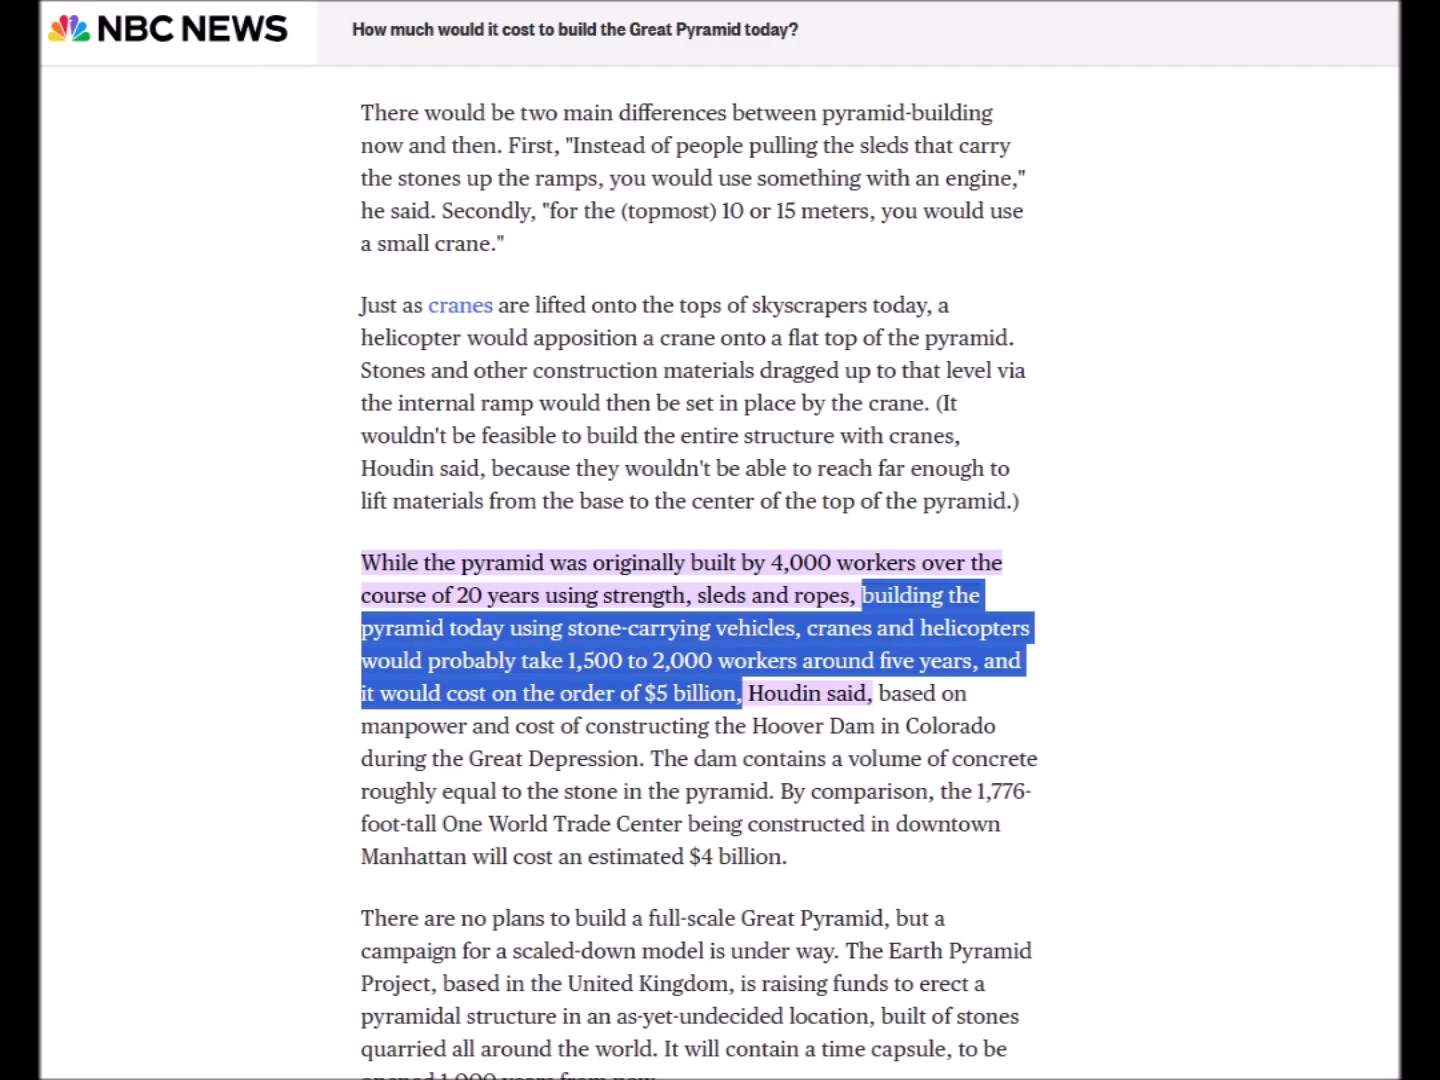 NBC NEWS
How much would it cost to build the Great Pyramid today?
There would be two main differences between pyramid-building
now and then. First, "Instead of people pulling the sleds that carry
the stones up the ramps, you would use something with an engine,"
he said. Secondly, "for the (topmost) 10 or 15 meters, you would use
a small crane."
Just as cranes are lifted onto the tops of skyscrapers today, a
helicopter would apposition a crane onto a flat top of the pyramid.
Stones and other construction materials dragged up to that level via
the internal ramp would then be set in place by the crane. (It
wouldn't be feasible to build the entire structure with cranes,
Houdin said, because they wouldn't be able to reach far enough to
lift materials from the base to the center of the top of the pyramid.)
While the pyramid was originally built by 4,000 workers over the
course of 20 years using strength, sleds and ropes, building the
pyramid today using stone-carrying vehicles, cranes and helicopters
would probably take 1,500 to 2,000 workers around five years, and
it would cost on the order of $5 billion, Houdin said, based on
manpower and cost of constructing the Hoover Dam in Colorado
during the Great Depression. The dam contains a volume of concrete
roughly equal to the stone in the pyramid. By comparison, the 1,776-
foot-tall One World Trade Center being constructed in downtown
Manhattan will cost an estimated $4 billion.
There are no plans to build a full-scale Great Pyramid, but a
campaign for a scaled-down model is under way. The Earth Pyramid
Project, based in the United Kingdom, is raising funds to erect a
pyramidal structure in an as-yet-undecided location, built of stones
quarried all around the world. It will contain a time capsule, to be
opened 1,000 years from now.